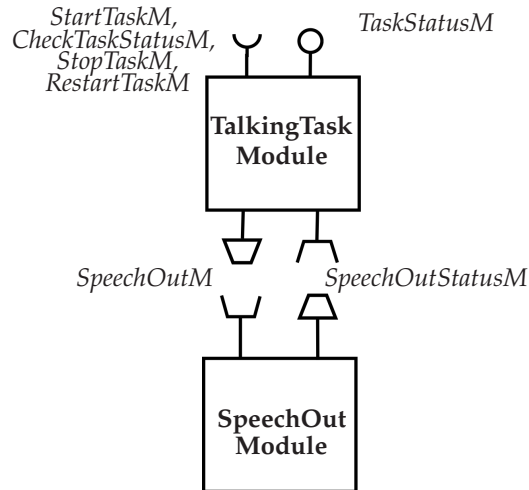 StartTaskM,
CheckTaskStatusM,
StopTaskM,
RestartTaskM
TaskStatusM
TalkingTask
Module
SpeechOutM
SpeechOutStatusM
SpeechOut
Module